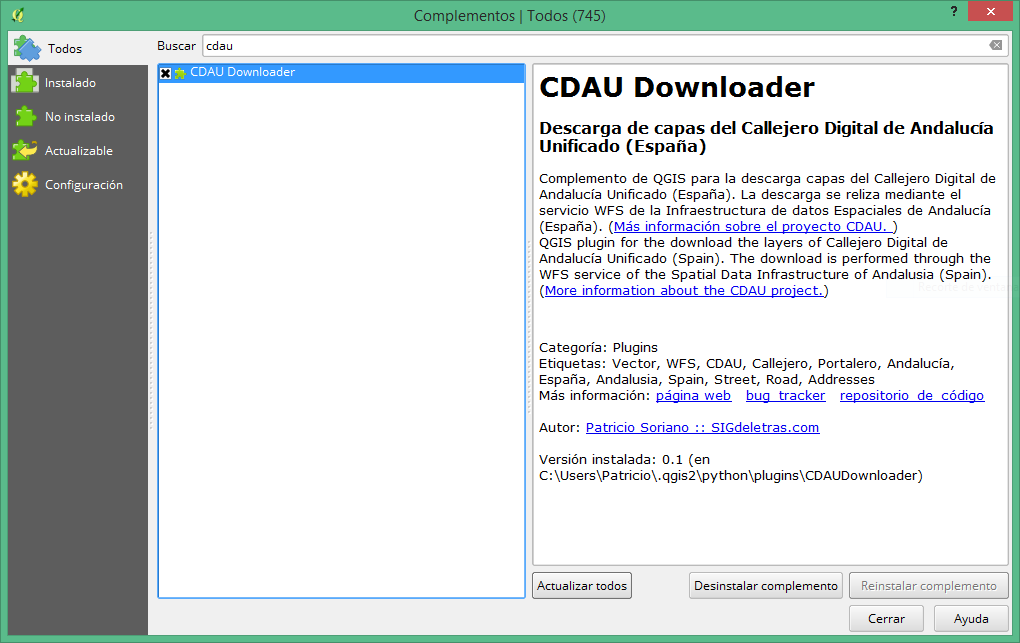 Complementos | Todos (745)
?
Todos
Instalado
No instalado
Actualizable
Configuración
Buscar
cdau
CDAU Downloader
CDAU Downloader
Descarga de capas del Callejero Digital de Andalucía
Unificado (España)
Complemento de QGIS para la descarga capas del Callejero Digital de
Andalucía Unificado (España). La descarga se reliza mediante el
servicio WFS de la Infraestructura de datos Espaciales de Andalucía
(España). (Más información sobre el proyecto CDAU. )
QGIS plugin for the download the layers of Callejero Digital de
Andalucía Unificado (Spain). The download is performed through the
WFS service of the Spatial Data Infrastructure of Andalusia (Spain).
(More information about the CDAU project.)
Categoría: Plugins
Etiquetas: Vector, WFS, CDAU, Callejero, Portalero, Andalucía,
España, Andalusia, Spain, Street, Road, Addresses
Más información: página web bug_tracker repositorio_de_código
Autor: Patricio Soriano :: SIGdeletras.com
Versión instalada: 0.1 (en
C:\Users\Patricio\.qgis2\python\plugins\CDAUDownloader)
Actualizar todos
Desinstalar complemento
Reinstalar complemento
Cerrar
Ayuda